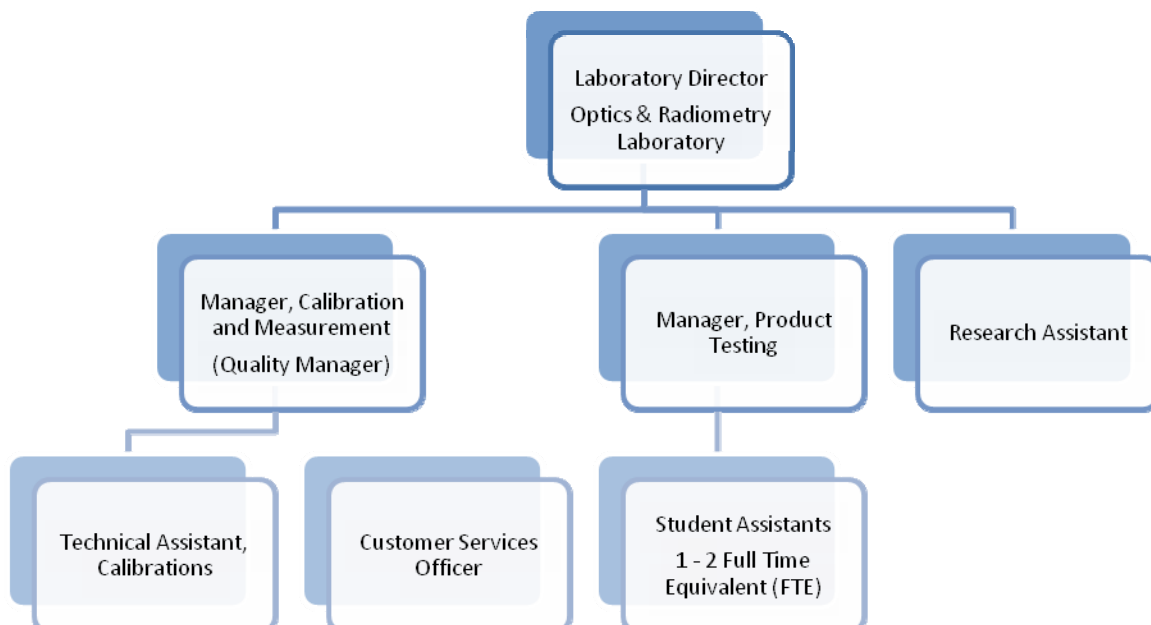 Laboratory Director
Optics & Radiometry
Laboratory
Manager, Calibration
and Measurement
(Quality Manager)
Manager, Product
Testing
Research Assistant
Technical Assistant,
Calibrations
Customer Services
Officer
Student Assistants
1 - 2 Full Time
Equivalent (FTE)